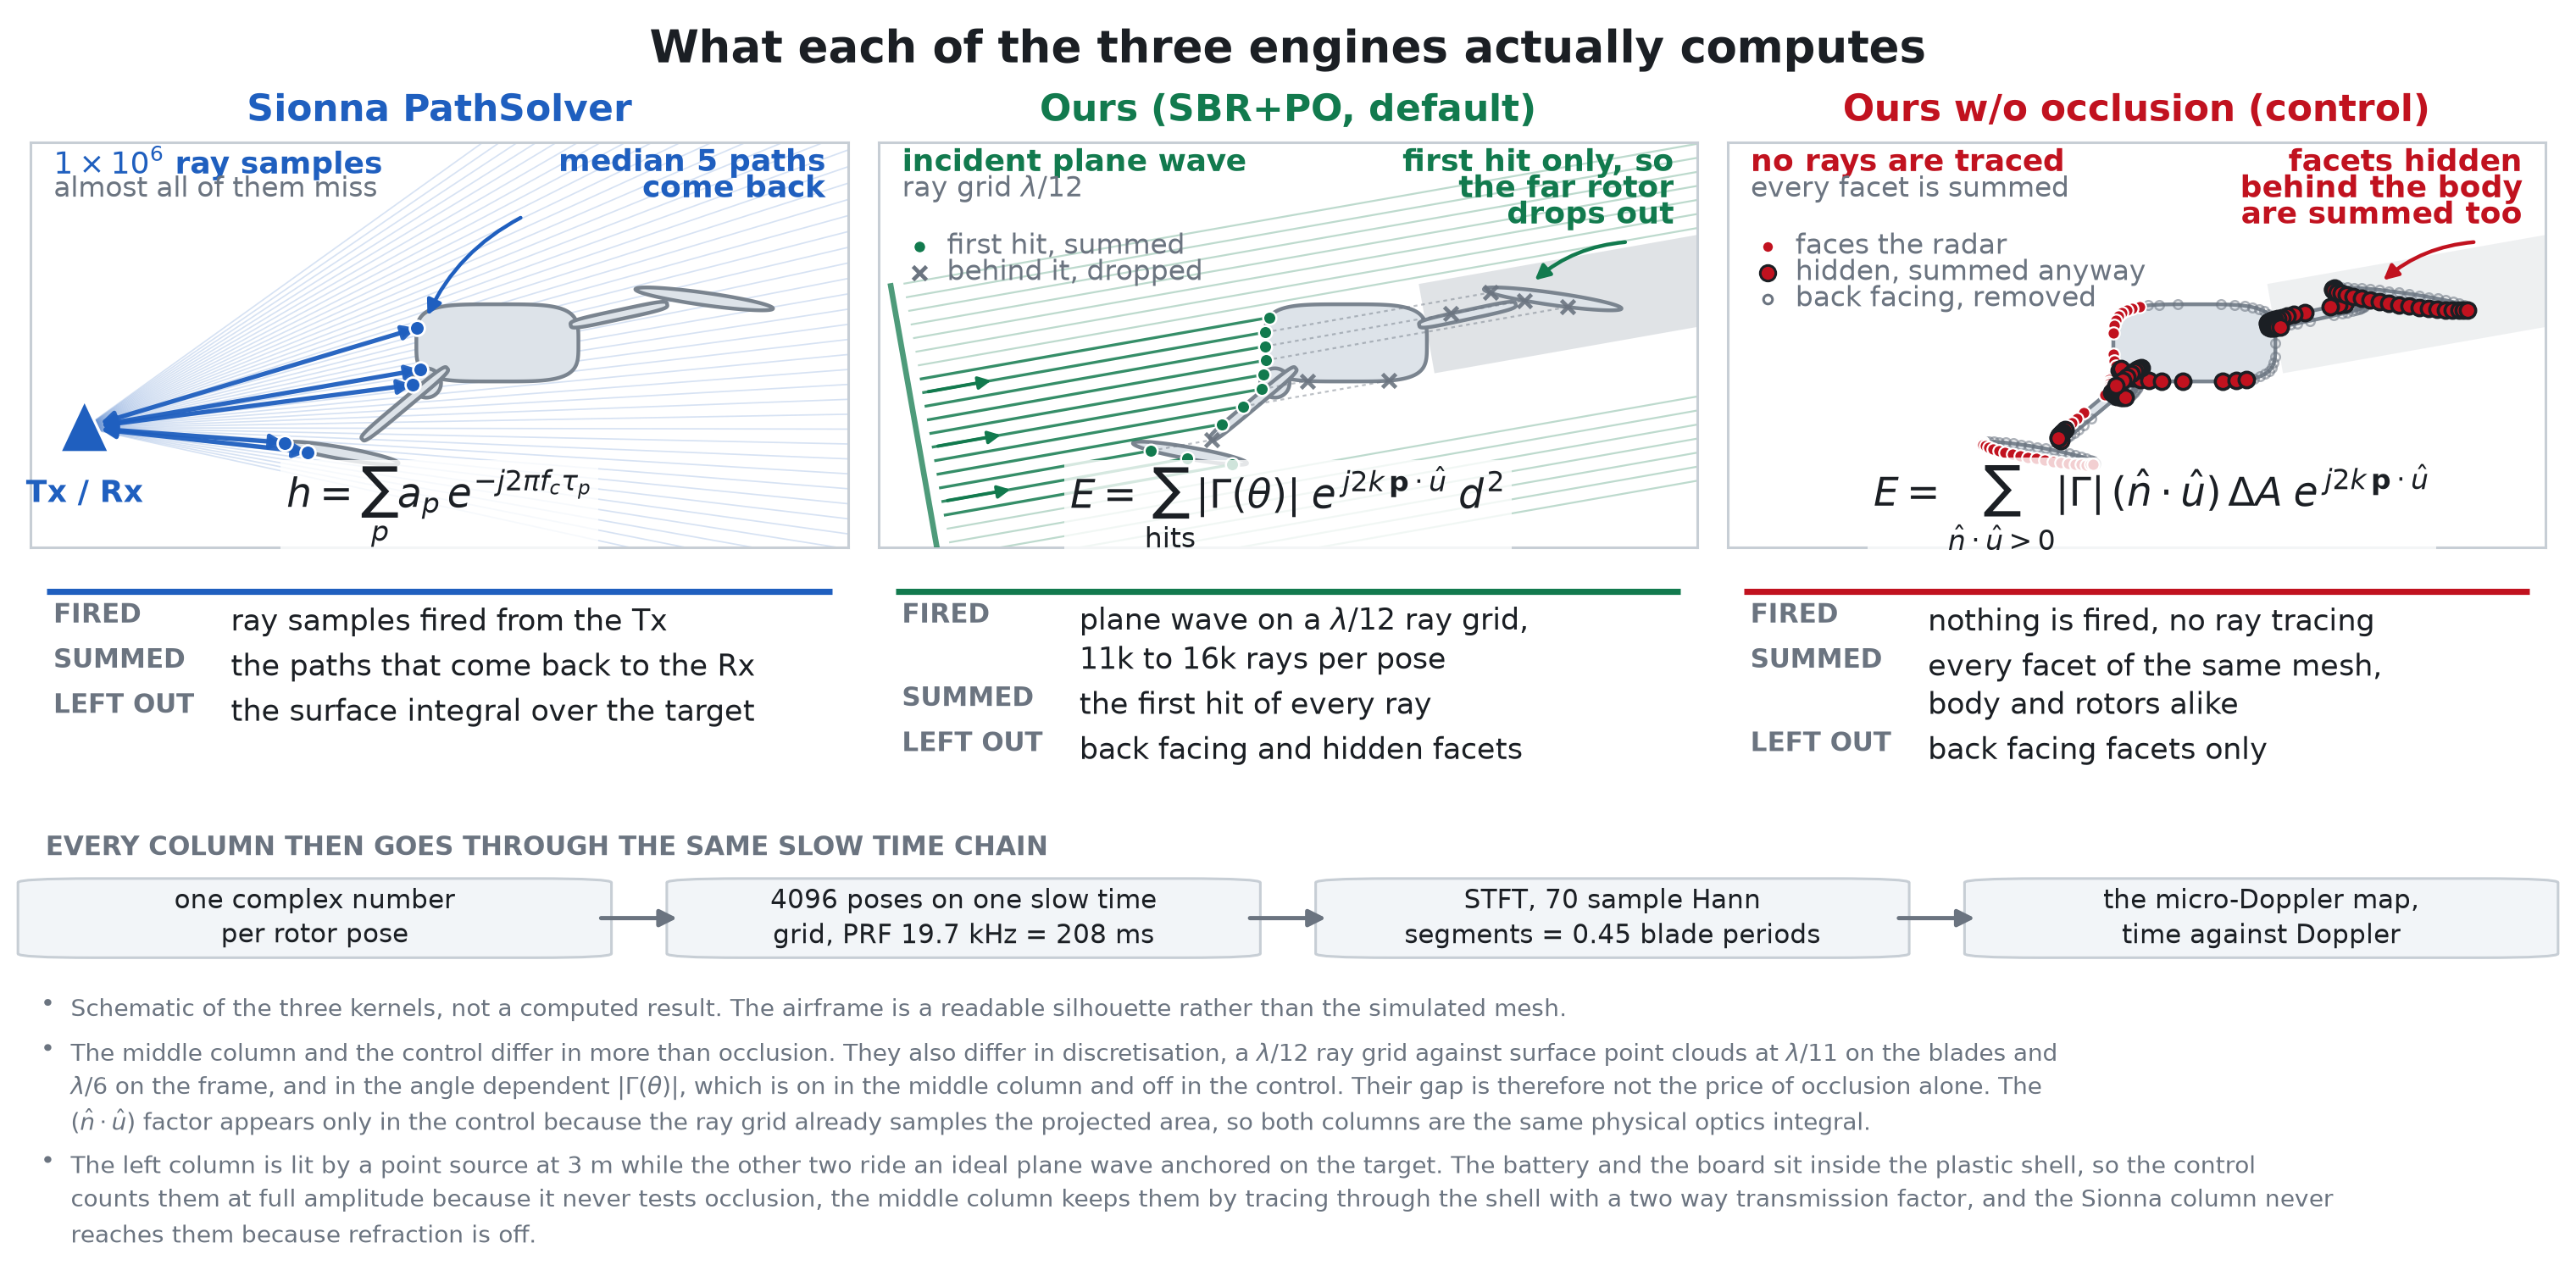 What each of the three engines actually computes
Sionna PathSolver
1 × 10⁶ ray samples
almost all of them miss
median 5 paths
come back
Tx / Rx
h = ∑ₚ aₚ e^{−j2πf_cτ_p}
FIRED
ray samples fired from the Tx
SUMMED
the paths that come back to the Rx
LEFT OUT
the surface integral over the target
Ours (SBR+PO, default)
incident plane wave
ray grid λ/12
first hit only, so
the far rotor
drops out
first hit, summed
behind it, dropped
E = ∑_{hits} |Γ(θ)| e^{j2k p · û} d²
FIRED
plane wave on a λ/12 ray grid,
11k to 16k rays per pose
SUMMED
the first hit of every ray
LEFT OUT
back facing and hidden facets
Ours w/o occlusion (control)
no rays are traced
every facet is summed
facets hidden
behind the body
are summed too
faces the radar
hidden, summed anyway
back facing, removed
E = ∑_{n̂ · û > 0} |Γ| (n̂ · û) ΔA e^{j2k p · û}
FIRED
nothing is fired, no ray tracing
SUMMED
every facet of the same mesh,
body and rotors alike
LEFT OUT
back facing facets only
EVERY COLUMN THEN GOES THROUGH THE SAME SLOW TIME CHAIN
one complex number
per rotor pose
4096 poses on one slow time
grid, PRF 19.7 kHz = 208 ms
STFT, 70 sample Hann
segments = 0.45 blade periods
the micro-Doppler map,
time against Doppler
• Schematic of the three kernels, not a computed result. The airframe is a readable silhouette rather than the simulated mesh.
• The middle column and the control differ in more than occlusion. They also differ in discretisation, a λ/12 ray grid against surface point clouds at λ/11 on the blades and
λ/6 on the frame, and in the angle dependent |Γ(θ)|, which is on in the middle column and off in the control. Their gap is therefore not the price of occlusion alone. The
(n̂ · û) factor appears only in the control because the ray grid already samples the projected area, so both columns are the same physical optics integral.
• The left column is lit by a point source at 3 m while the other two ride an ideal plane wave anchored on the target. The battery and the board sit inside the plastic shell, so the control
counts them at full amplitude because it never tests occlusion, the middle column keeps them by tracing through the shell with a two way transmission factor, and the Sionna column never
reaches them because refraction is off.